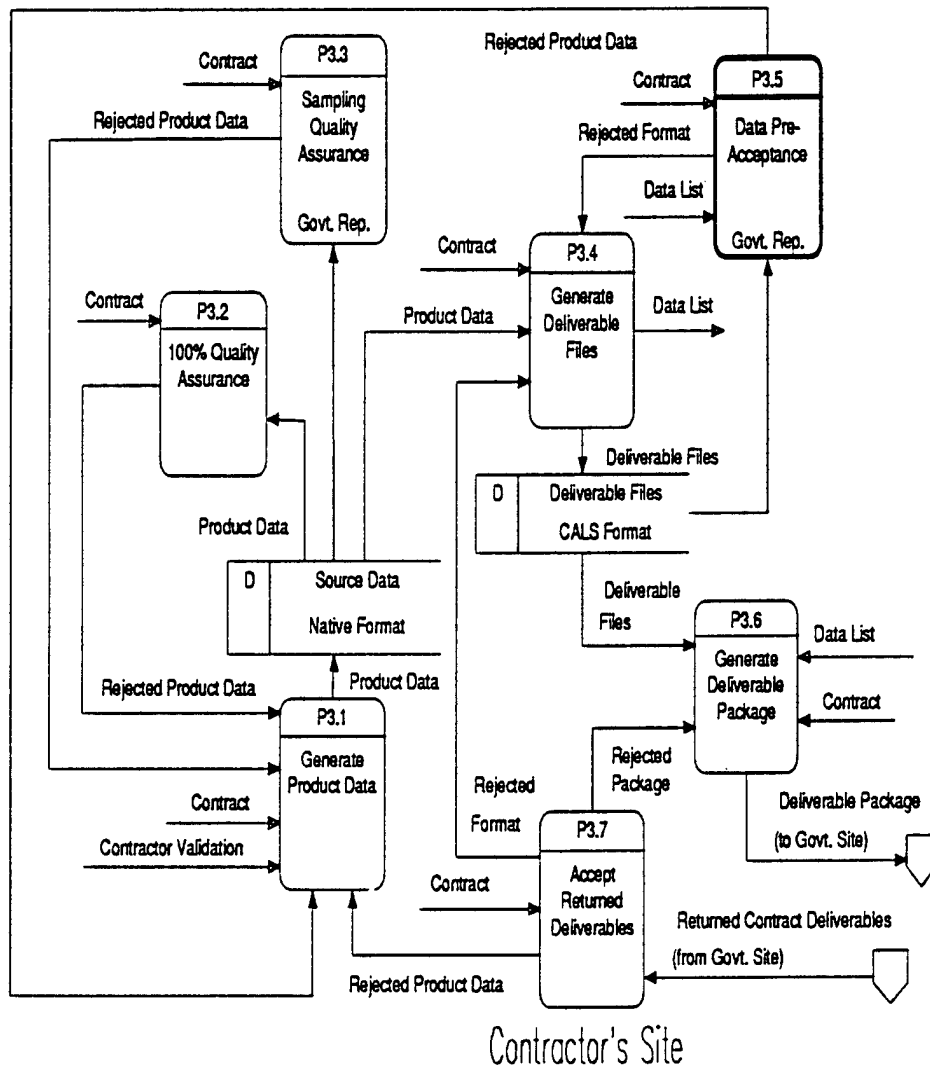 Rejected Product Data
P3.3
Contract
Sampling
Quality
Assurance
Govt. Rep.
Rejected Product Data
P3.5
Contract
Data Pre-
Acceptance
Rejected Format
Data List
Govt. Rep.
P3.4
Contract
Generate
Deliverable
Files
Product Data
Data List
P3.2
Contract
100% Quality
Assurance
Deliverable Files
D
Deliverable Files
CALS Format
Product Data
D
Source Data
Native Format
Deliverable
Files
P3.6
Generate
Deliverable
Package
Data List
Contract
Rejected Product Data
Product Data
P3.1
Generate
Product Data
Contract
Contractor Validation
Rejected
Format
Rejected
Package
Deliverable Package
(to Govt. Site)
P3.7
Accept
Returned
Deliverables
Contract
Returned Contract Deliverables
(from Govt. Site)
Rejected Product Data
Contractor's Site